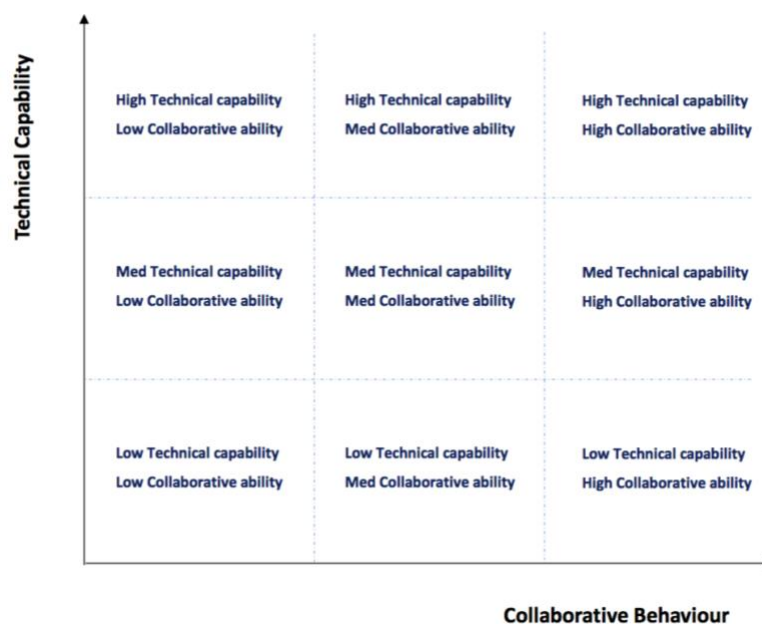 Technical Capability
High Technical capability
Low Collaborative ability
High Technical capability
Med Collaborative ability
High Technical capability
High Collaborative ability
Med Technical capability
Low Collaborative ability
Med Technical capability
Med Collaborative ability
Med Technical capability
High Collaborative ability
Low Technical capability
Low Collaborative ability
Low Technical capability
Med Collaborative ability
Low Technical capability
High Collaborative ability
Collaborative Behaviour